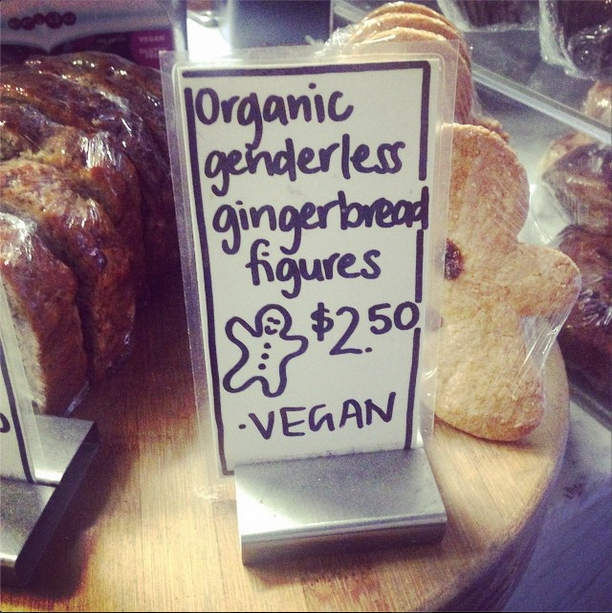 Organic
genderless
gingerbread
figures
$2.50
·VEGAN